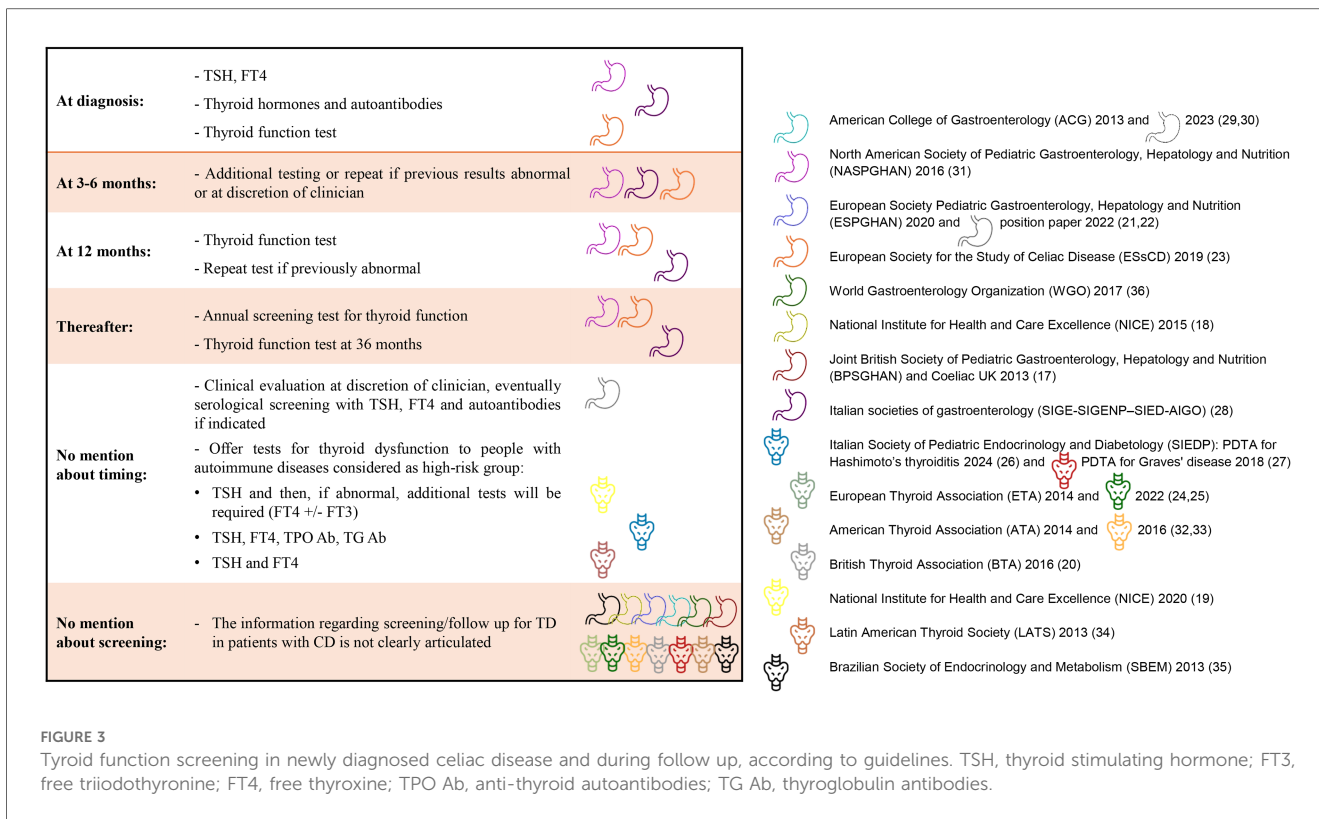 At diagnosis:
- TSH, FT4
- Thyroid hormones and autoantibodies
- Thyroid function test
At 3-6 months:
- Additional testing or repeat if previous results abnormal
or at discretion of clinician
At 12 months:
- Thyroid function test
- Repeat test if previously abnormal
Thereafter:
- Annual screening test for thyroid function
- Thyroid function test at 36 months
No mention
about timing:
- Clinical evaluation at discretion of clinician, eventually
serological screening with TSH, FT4 and autoantibodies
if indicated
- Offer tests for thyroid dysfunction to people with
autoimmune diseases considered as high-risk group:
• TSH and then, if abnormal, additional tests will be
required (FT4 +/- FT3)
• TSH, FT4, TPO Ab, TG Ab
• TSH and FT4
No mention
about screening:
- The information regarding screening/follow up for TD
in patients with CD is not clearly articulated
American College of Gastroenterology (ACG) 2013 and 2023 (29,30)
North American Society of Pediatric Gastroenterology, Hepatology and Nutrition
(NASPGHAN) 2016 (31)
European Society Pediatric Gastroenterology, Hepatology and Nutrition
(ESPGHAN) 2020 and position paper 2022 (21,22)
European Society for the Study of Celiac Disease (ESsCD) 2019 (23)
World Gastroenterology Organization (WGO) 2017 (36)
National Institute for Health and Care Excellence (NICE) 2015 (18)
Joint British Society of Pediatric Gastroenterology, Hepatology and Nutrition
(BPSGHAN) and Coeliac UK 2013 (17)
Italian societies of gastroenterology (SIGE-SIGENP–SIED-AIGO) (28)
Italian Society of Pediatric Endocrinology and Diabetology (SIEDP): PDTA for
Hashimoto's thyroiditis 2024 (26) and PDTA for Graves' disease 2018 (27)
European Thyroid Association (ETA) 2014 and 2022 (24,25)
American Thyroid Association (ATA) 2014 and 2016 (32,33)
British Thyroid Association (BTA) 2016 (20)
National Institute for Health and Care Excellence (NICE) 2020 (19)
Latin American Thyroid Society (LATS) 2013 (34)
Brazilian Society of Endocrinology and Metabolism (SBEM) 2013 (35)
FIGURE 3
Tyroid function screening in newly diagnosed celiac disease and during follow up, according to guidelines. TSH, thyroid stimulating hormone; FT3,
free triiodothyronine; FT4, free thyroxine; TPO Ab, anti-thyroid autoantibodies; TG Ab, thyroglobulin antibodies.